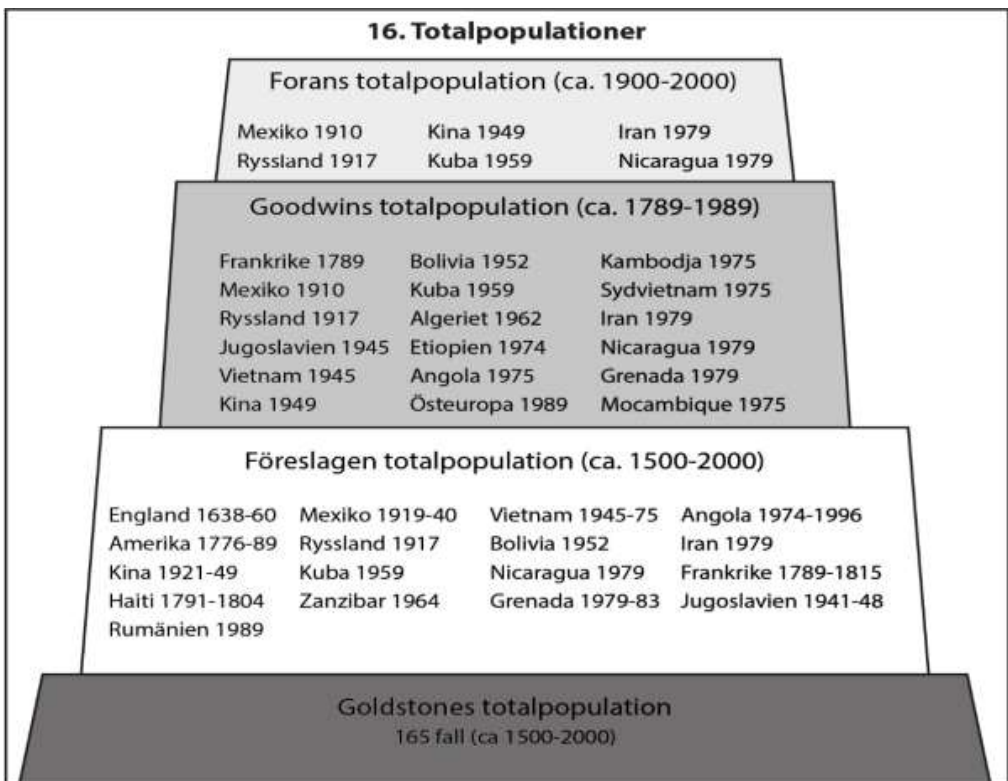 16. Totalpopulationer
Forans totalpopulation (ca. 1900-2000)
Mexiko 1910 Kina 1949 Iran 1979
Ryssland 1917 Kuba 1959 Nicaragua 1979
Goodwins totalpopulation (ca. 1789-1989)
Frankrike 1789 Bolivia 1952 Kambodja 1975
Mexiko 1910 Kuba 1959 Sydvietnam 1975
Ryssland 1917 Algeriet 1962 Iran 1979
Jugoslavien 1945 Etiopien 1974 Nicaragua 1979
Vietnam 1945 Angola 1975 Grenada 1979
Kina 1949 Östeuropa 1989 Mocambique 1975
Föreslagen totalpopulation (ca. 1500-2000)
England 1638-60 Mexiko 1919-40 Vietnam 1945-75 Angola 1974-1996
Amerika 1776-89 Ryssland 1917 Bolivia 1952 Iran 1979
Kina 1921-49 Kuba 1959 Nicaragua 1979 Frankrike 1789-1815
Haiti 1791-1804 Zanzibar 1964 Grenada 1979-83 Jugoslavien 1941-48
Rumänien 1989
Goldstones totalpopulation
165 fall (ca 1500-2000)